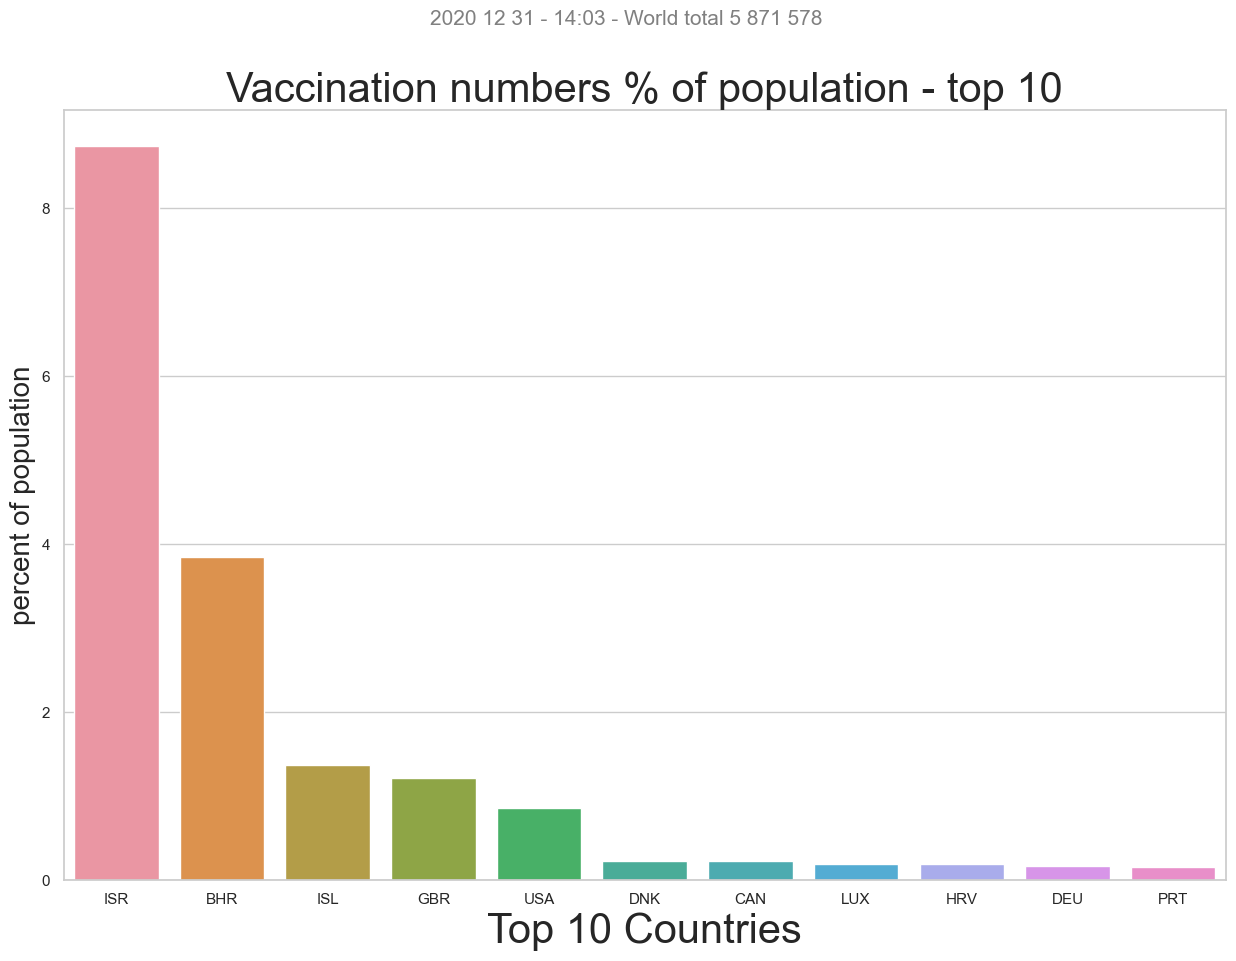 2020 12 31 - 14:03 - World total 5 871 578
Vaccination numbers % of population - top 10
percent of population
8
6
4
2
0
ISR BHR ISL GBR USA DNK CAN LUX HRV DEU PRT
Top 10 Countries